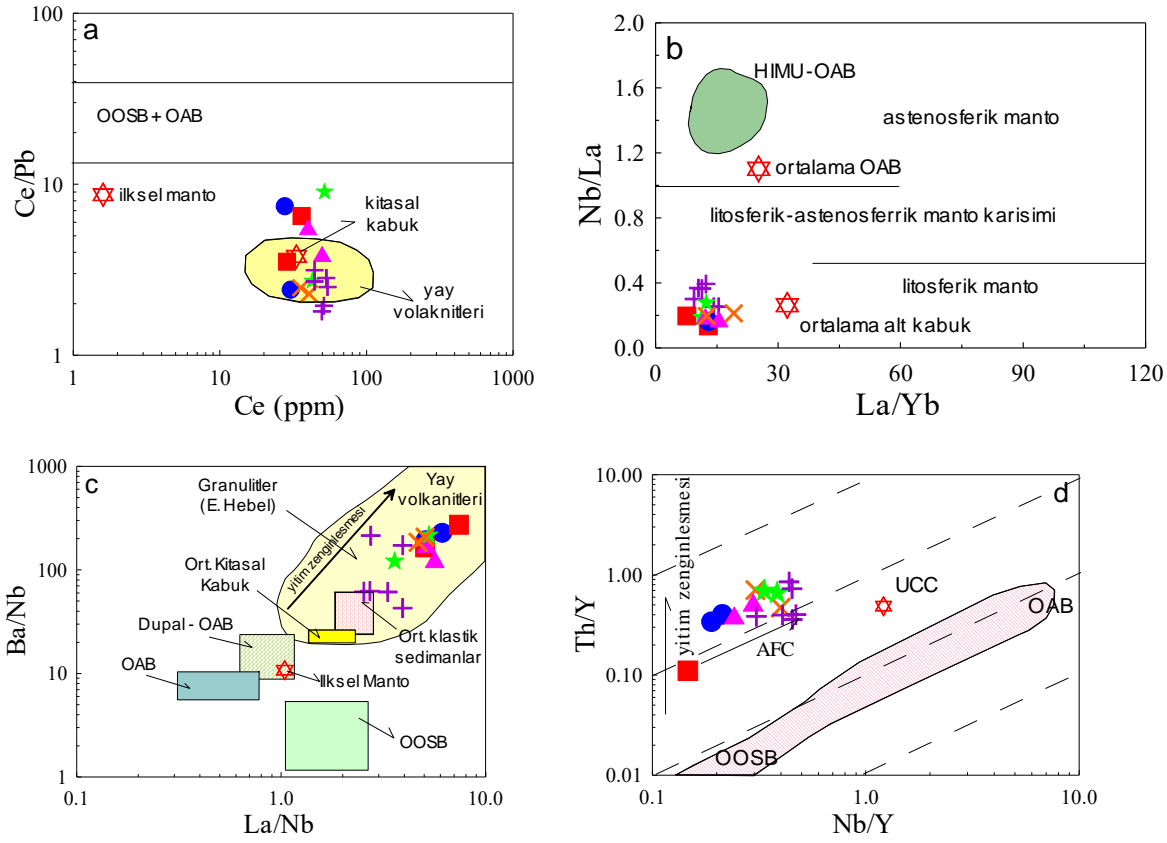 a
100
10
1
Ce/Pb
OOSB + OAB
ilksel manto
kitasal
kabuk
yay
volaknitleri
1
10
100
1000
Ce (ppm)
b
2.0
1.6
1.2
0.8
0.4
0.0
Nb/La
HIMU-OAB
astenosferik manto
ortalama OAB
litosferik-astenosferrik manto karisimi
litosferik manto
ortalama alt kabuk
0
30
60
90
120
La/Yb
c
1000
100
10
1
Ba/Nb
Granulitler
(E. Hebel)
Yay
volkanitleri
yitim zenginlesmesi
Ort. Kitasal
Kabuk
Dupal - OAB
Ort. klastik
sedimanlar
OAB
Ilksel Manto
OOSB
0.1
1.0
10.0
La/Nb
d
10.00
1.00
0.10
0.01
Th/Y
yitim zenginlesmesi
UCC
OAB
AFC
OOSB
0.1
1.0
10.0
Nb/Y